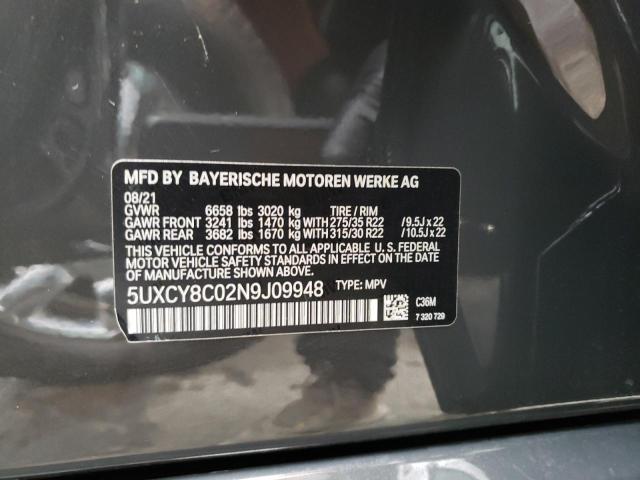 MFD BY BAYERISCHE MOTOREN WERKE AG
08/21
GVWR 6658 lbs 3020 kg TIRE / RIM
GAWR FRONT 3241 lbs 1470 kg WITH 275/35 R22 / 9.5J x 22
GAWR REAR 3682 lbs 1670 kg WITH 315/30 R22 / 10.5J x 22
THIS VEHICLE CONFORMS TO ALL APPLICABLE U. S. FEDERAL
MOTOR VEHICLE SAFETY STANDARDS IN EFFECT ON THE
DATE OF MANUFACTURE SHOWN ABOVE.
5UXCY8C02N9J09948 TYPE: MPV
C36M
7 320 729